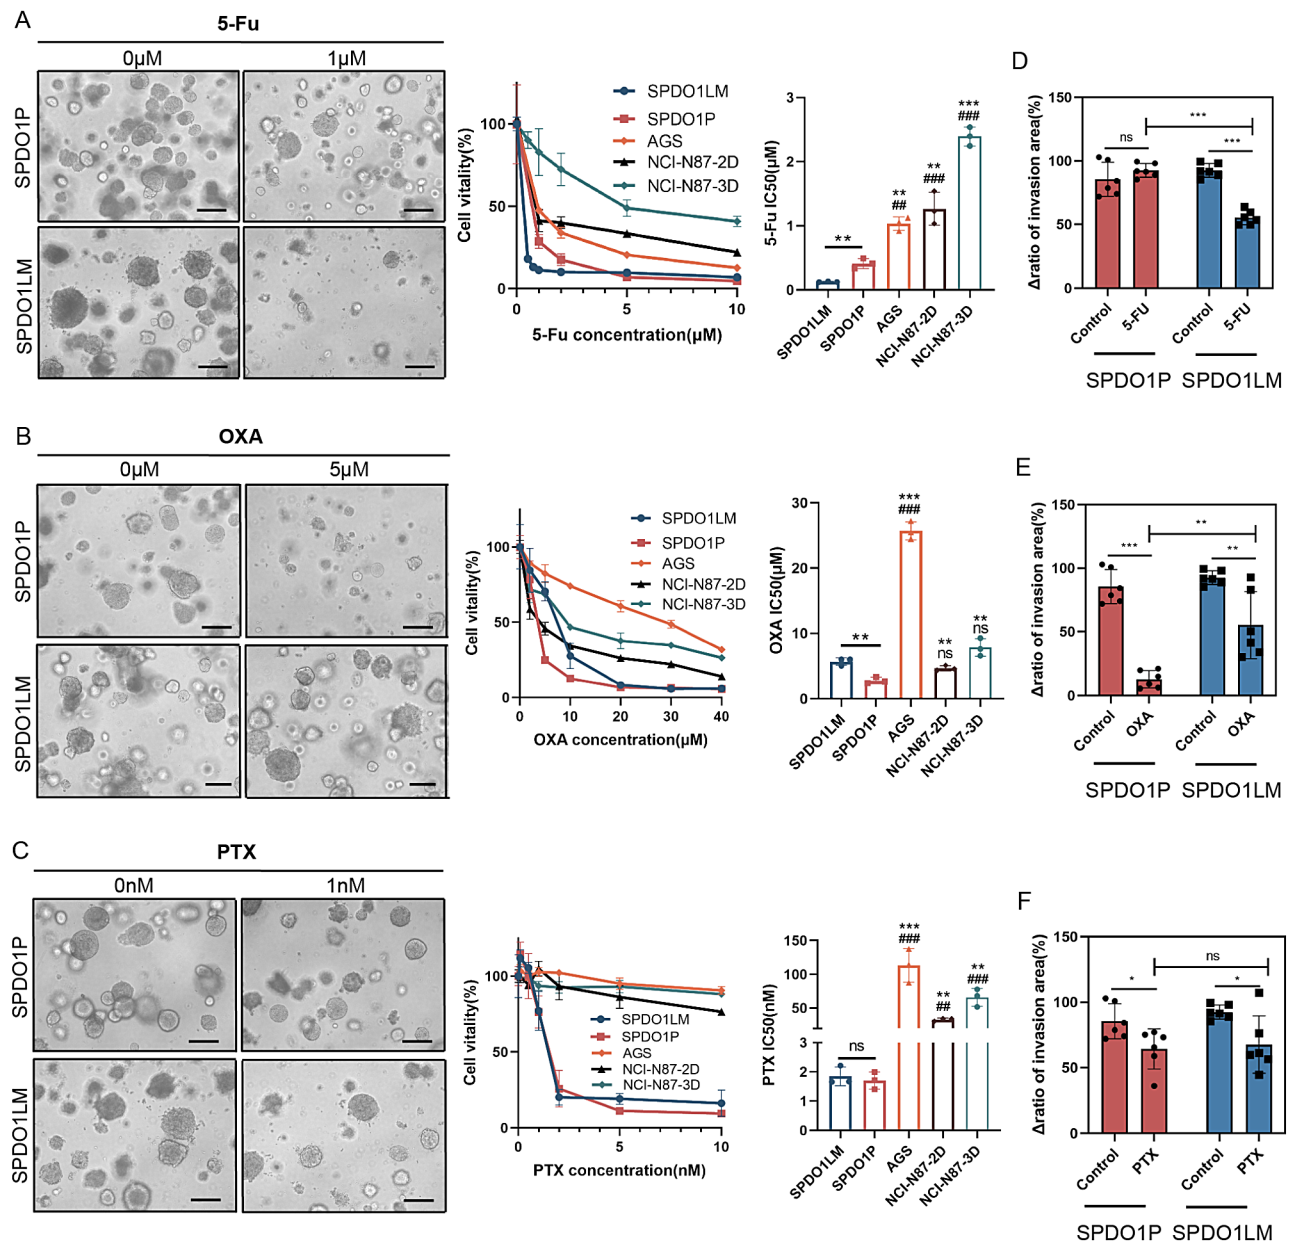 A
5-Fu
0μM
1μM
SPDO1P
SPDO1LM
Cell vitality(%)
100
50
0
0
5
10
5-Fu concentration(μM)
SPDO1LM
SPDO1P
AGS
NCI-N87-2D
NCI-N87-3D
5-Fu IC50(μM)
3
2
1
0
**
**
##
**
###
***
###
SPDO1LM
SPDO1P
AGS
NCI-N87-2D
NCI-N87-3D
D
Δratio of invasion area(%)
150
100
50
0
ns
***
***
Control
5-FU
Control
5-FU
SPDO1P
SPDO1LM
B
OXA
0μM
5μM
SPDO1P
SPDO1LM
Cell vitality(%)
100
50
0
0
10
20
30
40
OXA concentration(μM)
SPDO1LM
SPDO1P
AGS
NCI-N87-2D
NCI-N87-3D
OXA IC50(μM)
30
20
10
0
**
***
###
**
ns
**
ns
SPDO1LM
SPDO1P
AGS
NCI-N87-2D
NCI-N87-3D
E
Δratio of invasion area(%)
150
100
50
0
***
**
**
Control
OXA
Control
OXA
SPDO1P
SPDO1LM
C
PTX
0nM
1nM
SPDO1P
SPDO1LM
Cell vitality(%)
100
50
0
0
5
10
PTX concentration(nM)
SPDO1LM
SPDO1P
AGS
NCI-N87-2D
NCI-N87-3D
PTX IC50(nM)
150
100
50
3
2
1
0
ns
***
###
**
##
**
###
SPDO1LM
SPDO1P
AGS
NCI-N87-2D
NCI-N87-3D
F
Δratio of invasion area(%)
150
100
50
0
*
ns
*
Control
PTX
Control
PTX
SPDO1P
SPDO1LM